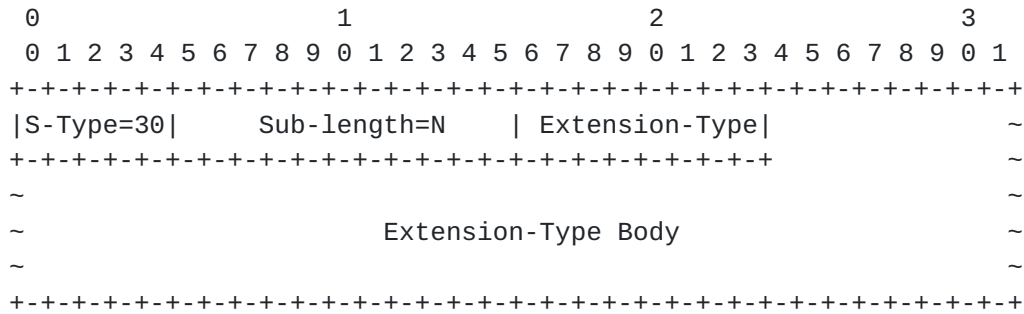 0                   1                   2                   3
 0 1 2 3 4 5 6 7 8 9 0 1 2 3 4 5 6 7 8 9 0 1 2 3 4 5 6 7 8 9 0 1
+-+-+-+-+-+-+-+-+-+-+-+-+-+-+-+-+-+-+-+-+-+-+-+-+-+-+-+-+-+-+-+-+
|S-Type=30|     Sub-length=N    | Extension-Type|               ~
+-+-+-+-+-+-+-+-+-+-+-+-+-+-+-+-+-+-+-+-+-+-+-+-+               ~
~                                                               ~
~                       Extension-Type Body                     ~
~                                                               ~
+-+-+-+-+-+-+-+-+-+-+-+-+-+-+-+-+-+-+-+-+-+-+-+-+-+-+-+-+-+-+-+-+